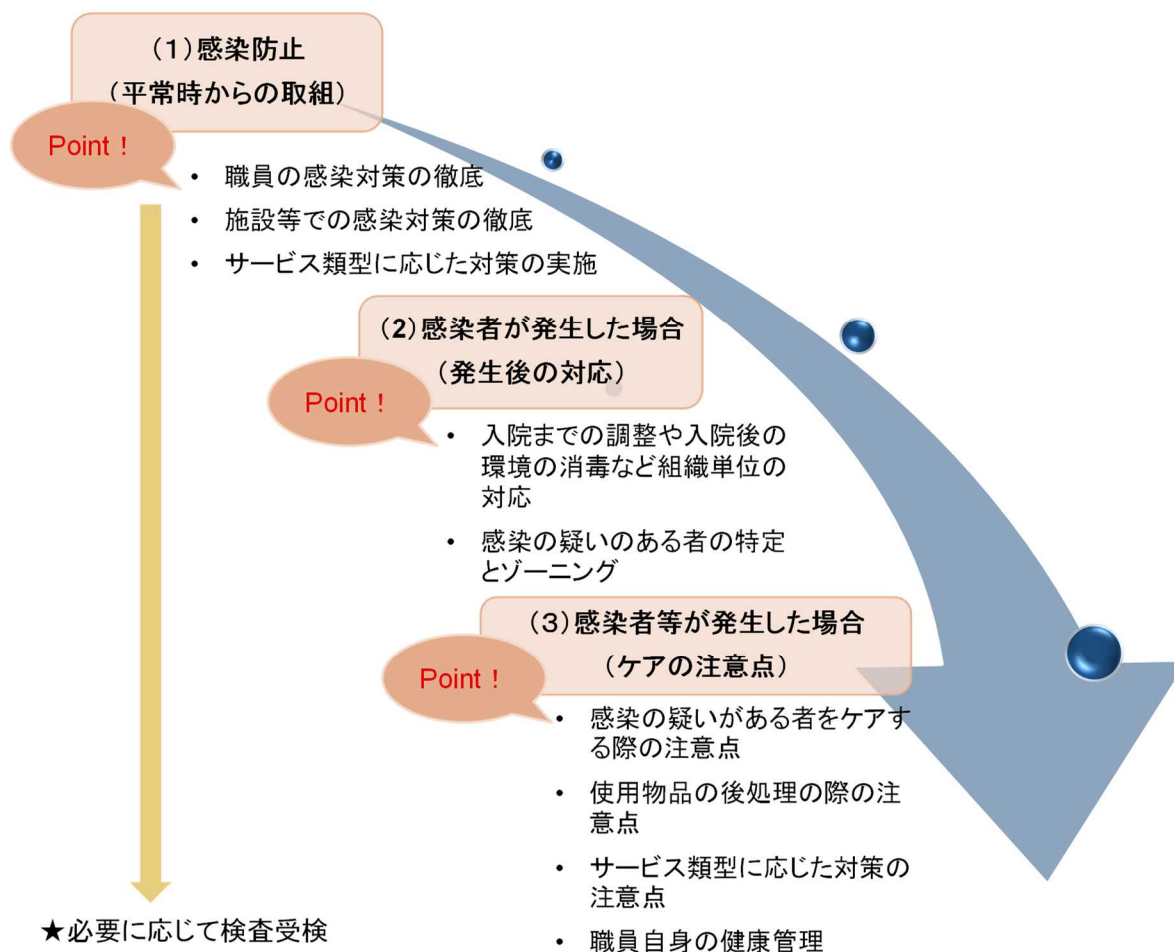 (1)感染防止
(平常時からの取組)
Point!
• 職員の感染対策の徹底
• 施設等での感染対策の徹底
• サービス類型に応じた対策の実施
(2)感染者が発生した場合
(発生後の対応)
Point!
• 入院までの調整や入院後の
環境の消毒など組織単位の
対応
• 感染の疑いのある者の特定
とゾーニング
(3)感染者等が発生した場合
(ケアの注意点)
Point!
• 感染の疑いがある者をケアす
る際の注意点
• 使用物品の後処理の際の注
意点
• サービス類型に応じた対策の
注意点
• 職員自身の健康管理
★必要に応じて検査受検